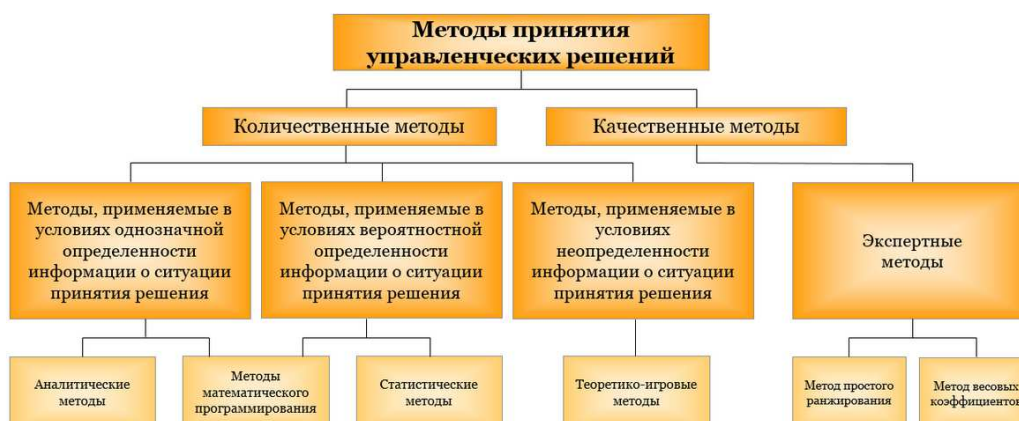 Методы принятия
управленческих решений
Количественные методы
Качественные методы
Методы, применяемые в
условиях однозначной
определенности
информации о ситуации
принятия решения
Методы, применяемые в
условиях вероятностной
определенности
информации о ситуации
принятия решения
Методы, применяемые в
условиях
неопределенности
информации о ситуации
принятия решения
Экспертные
методы
Аналитические
методы
Методы
математического
программирования
Статистические
методы
Теоретико-игровые
методы
Метод простого
ранжирования
Метод весовых
коэффициентов